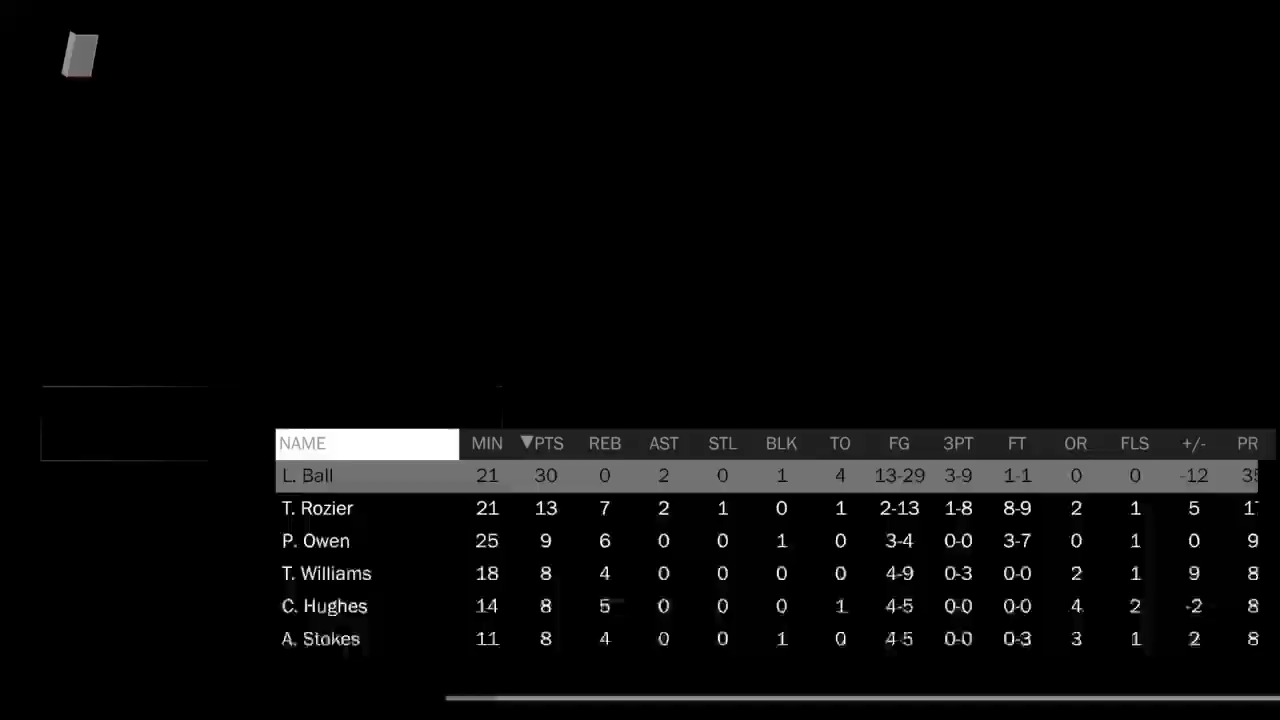 NAME MIN ▼PTS REB AST STL BLK TO FG 3PT FT OR FLS +/- PR
L. Ball 21 30 0 2 0 1 4 13-29 3-9 1-1 0 0 -12 35
T. Rozier 21 13 7 2 1 0 1 2-13 1-8 8-9 2 1 5
P. Owen 25 9 6 0 0 1 0 3-4 0-0 3-7 0 1 0 9
T. Williams 18 8 4 0 0 0 0 4-9 0-3 0-0 2 1 9 8
C. Hughes 14 8 5 0 0 0 1 4-5 0-0 0-0 4 2 -2 8
A. Stokes 11 8 4 0 0 1 0 4-5 0-0 0-3 3 1 2 8